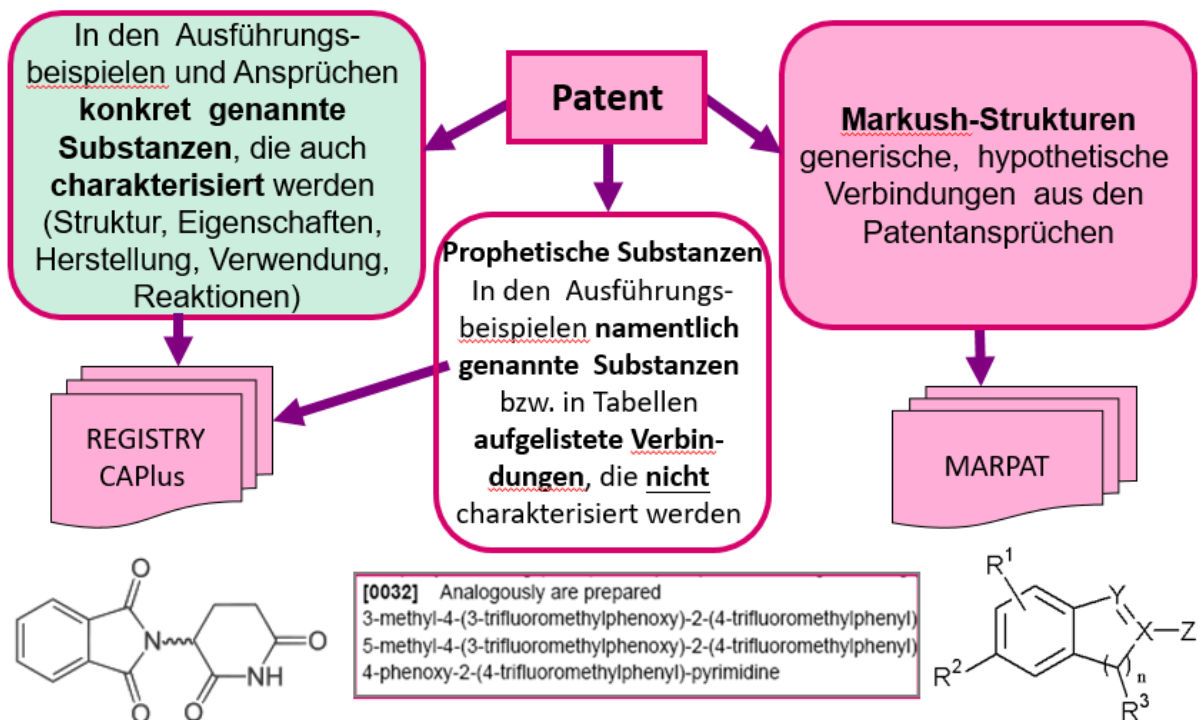 In den Ausführungs-
beispielen und Ansprüchen
konkret genannte
Substanzen, die auch
charakterisiert werden
(Struktur, Eigenschaften,
Herstellung, Verwendung,
Reaktionen)
Patent
Markush-Strukturen
generische, hypothetische
Verbindungen aus den
Patentansprüchen
Prophetische Substanzen
In den Ausführungs-
beispielen namentlich
genannte Substanzen
bzw. in Tabellen
aufgelistete Verbin-
dungen, die nicht
charakterisiert werden
REGISTRY
CAPlus
MARPAT
O
N
O
O
NH
O
[0032] Analogously are prepared
3-methyl-4-(3-trifluoromethylphenoxy)-2-(4-trifluoromethylphenyl)
5-methyl-4-(3-trifluoromethylphenoxy)-2-(4-trifluoromethylphenyl)
4-phenoxy-2-(4-trifluoromethylphenyl)-pyrimidine
R¹
Y
X—Z
R²
( )n
R³